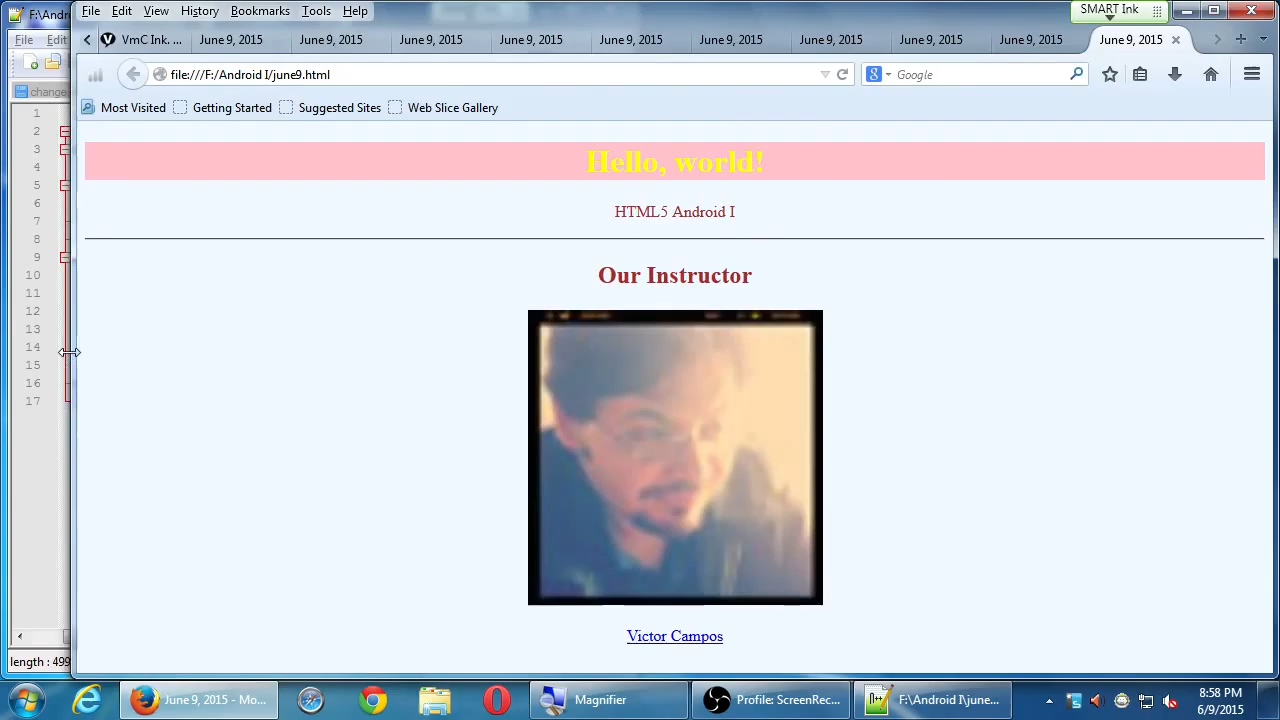 F:\Andr
File Edit View History Bookmarks Tools Help
SMART Ink
File Edit
VmC Ink. ... June 9, 2015 June 9, 2015 June 9, 2015 June 9, 2015 June 9, 2015 June 9, 2015 June 9, 2015 June 9, 2015 June 9, 2015 June 9, 2015
file:///F:/Android I/june9.html
Google
change
Most Visited Getting Started Suggested Sites Web Slice Gallery
1
2
3
4
5
6
7
8
9
10
11
12
13
14
15
16
17
Hello, world!
HTML5 Android I
Our Instructor
Victor Campos
length : 499
June 9, 2015 - Mo...
Magnifier
Profile: ScreenRec...
F:\Android I\june...
8:58 PM
6/9/2015